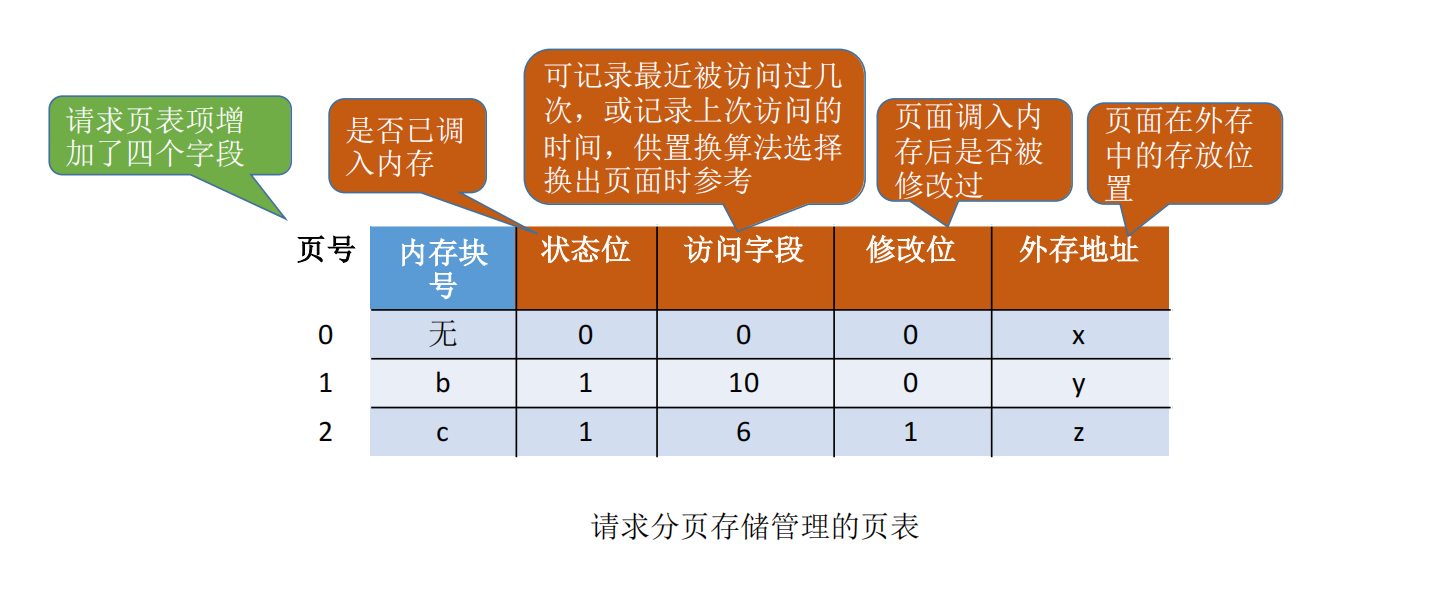 请求页表项增
加了四个字段
是否已调
入内存
可记录最近被访问过几
次，或记录上次访问的
时间，供置换算法选择
换出页面时参考
页面调入内
存后是否被
修改过
页面在外存
中的存放位
置
页号 内存块号 状态位 访问字段 修改位 外存地址
0 无 0 0 0 x
1 b 1 10 0 y
2 c 1 6 1 z
请求分页存储管理的页表